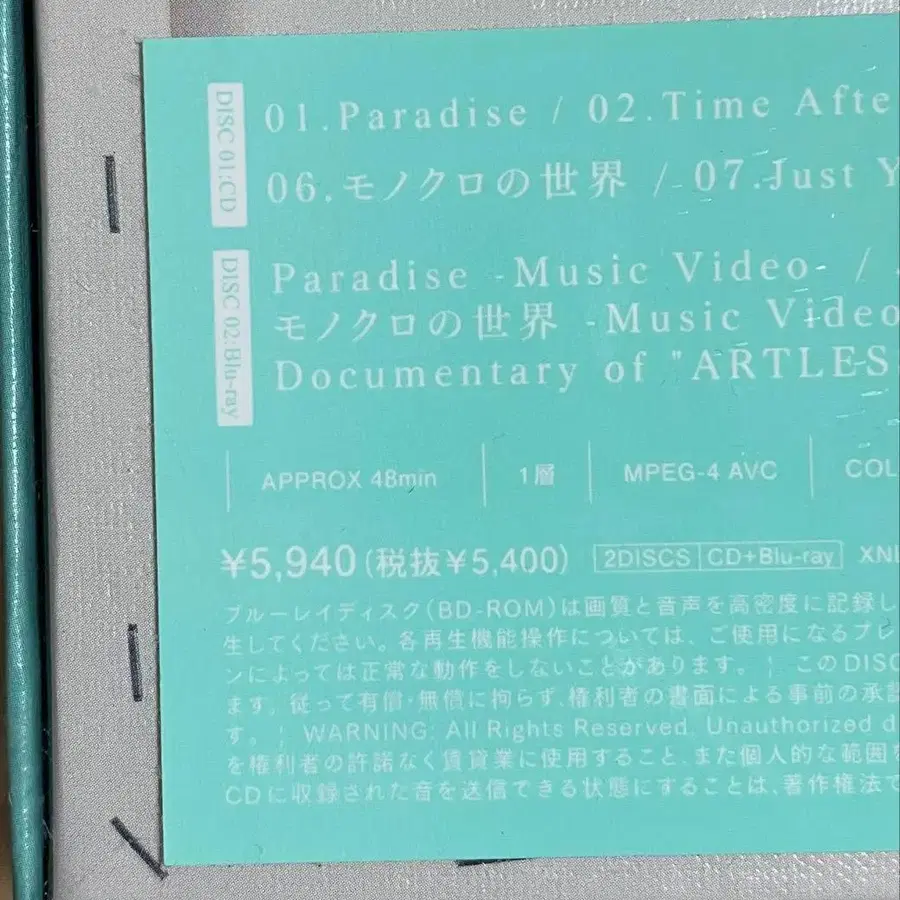 DISC 01:CD
01.Paradise / 02.Time Afte
06.モノクロの世界 / 07.Just Y
DISC 02:Blu-ray
Paradise -Music Video- /
モノクロの世界 -Music Video
Documentary of "ARTLES
APPROX 48min | 1層 | MPEG-4 AVC | COL
¥5,940(税抜¥5,400) 2DISCS CD+Blu-ray XN
ブルーレイディスク(BD-ROM)は画質と音声を高密度に記録し
生してください。各再生機能操作については、ご使用になるプレ
ンによっては正常な動作をしないことがあります。 ¦ このDISC
ます。従って有償・無償に拘らず、権利者の書面による事前の承諾
す。 ¦ WARNING: All Rights Reserved. Unauthorized d
を権利者の許諾なく賃貸業に使用すること、また個人的な範囲を
CDに収録された音を送信できる状態にすることは、著作権法で